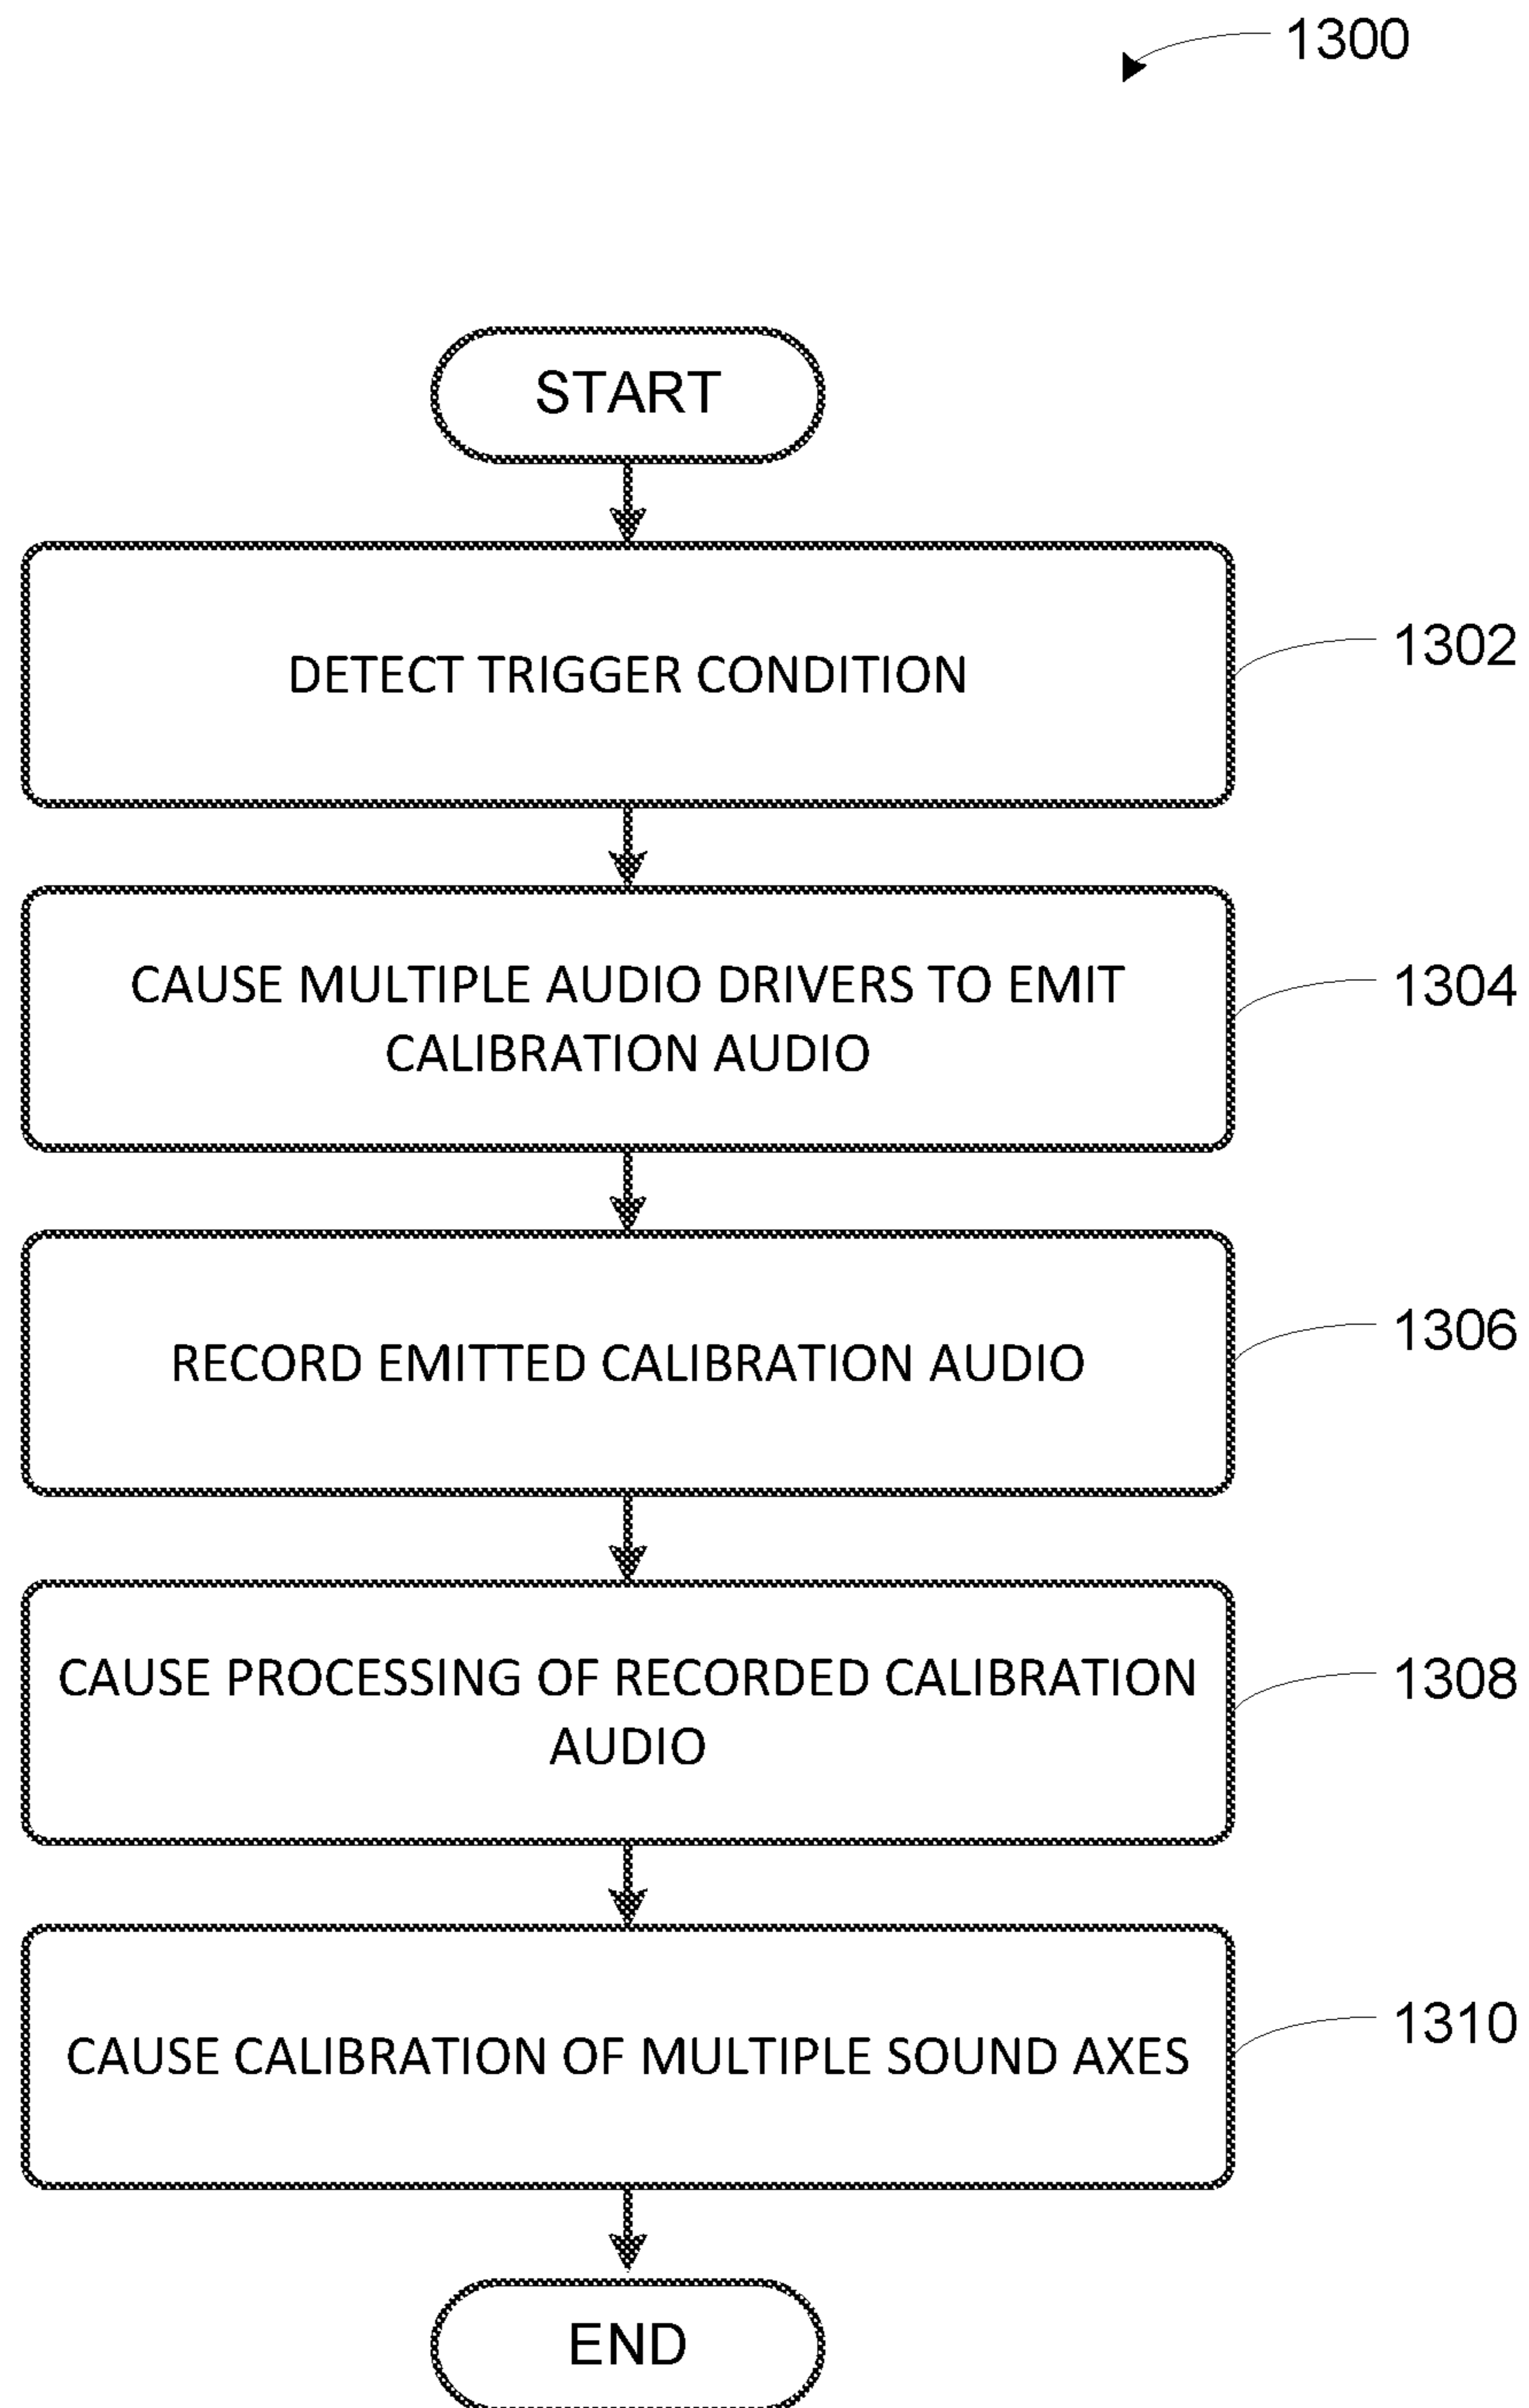 1300
START
DETECT TRIGGER CONDITION
1302
CAUSE MULTIPLE AUDIO DRIVERS TO EMIT
CALIBRATION AUDIO
1304
RECORD EMITTED CALIBRATION AUDIO
1306
CAUSE PROCESSING OF RECORDED CALIBRATION
AUDIO
1308
CAUSE CALIBRATION OF MULTIPLE SOUND AXES
1310
END